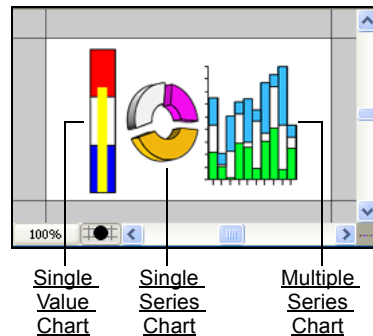 100%
Single
Value
Chart
Single
Series
Chart
Multiple
Series
Chart